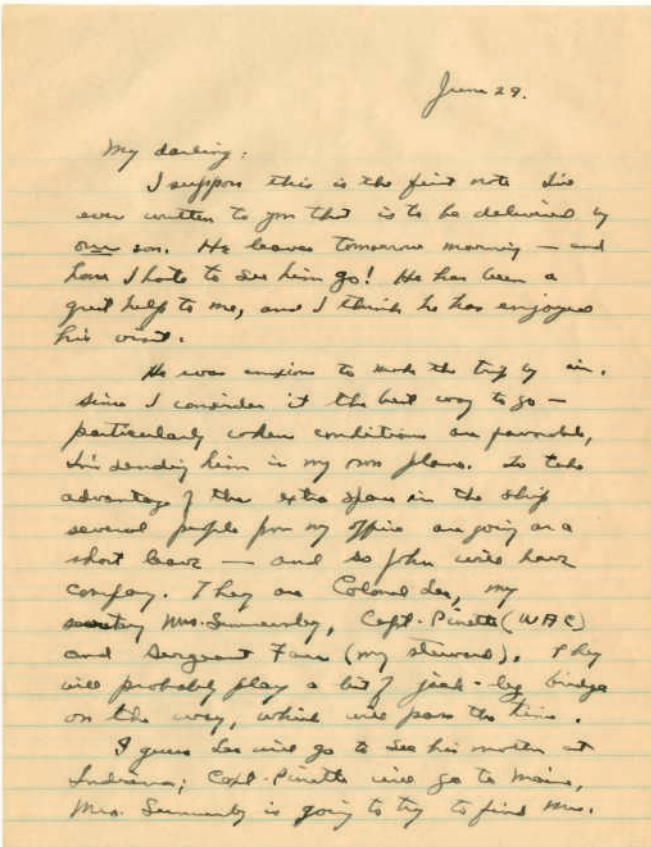 June 29.
My darling:
I suppose this is the first note I've
ever written to you that is to be delivered by
our son. He leaves tomorrow morning — and
how I hate to see him go! He has been a
great help to me, and I think he has enjoyed
his visit.
He was anxious to make the trip by air.
Since I consider it the best way to go —
particularly when conditions are favorable,
I'm sending him in my own plane. To take
advantage of the extra space in the ship
several people from my office are going on a
short leave — and so John will have
company. They are Colonel Lee, my
secretary Mrs. Summersby, Capt. Pinette (WAC)
and Sergeant Farr (my steward). They
will probably play a bit of jack-leg bridge
on the way, which will pass the time.
I guess Lee will go to see his mother at
Indiana; Capt. Pinette will go to Maine,
Mrs. Summersby is going to try to find Mrs.